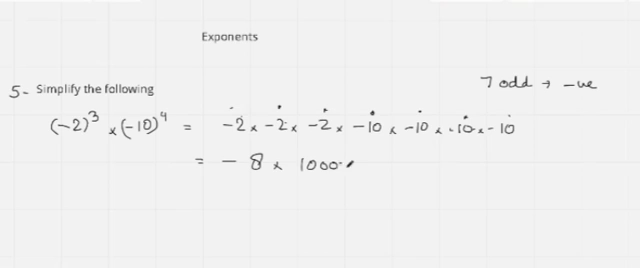 Exponents
7 odd → -ve
5- Simplify the following
(-2)³ × (-10)⁴ = -2 × -2 × -2 × -10 × -10 × -10 × -10
= - 8 × 1000